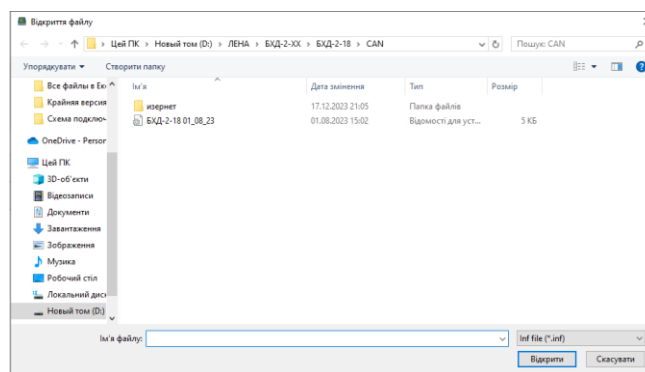 Відкриття файлу
Цей ПК > Новый том (D:) > ЛЕНА > БХД-2-ХХ > БХД-2-18 > CAN
Пошук: CAN
Упорядкувати
Створити папку
Все файлы в Ек
Крайняя версия
Схема подключ
OneDrive - Person
Цей ПК
3D-об'єкти
Відеозаписи
Документи
Завантаження
Зображення
Музика
Робочий стіл
Локальний диск
Новый том (D:)
Ім'я Дата змінення Тип Розмір
изернет 17.12.2023 21:05 Папка файлів
БХД-2-18 01_08_23 01.08.2023 15:02 Відомості для уст... 5 КБ
Ім'я файлу:
Inf file (*.inf)
Відкрити Скасувати